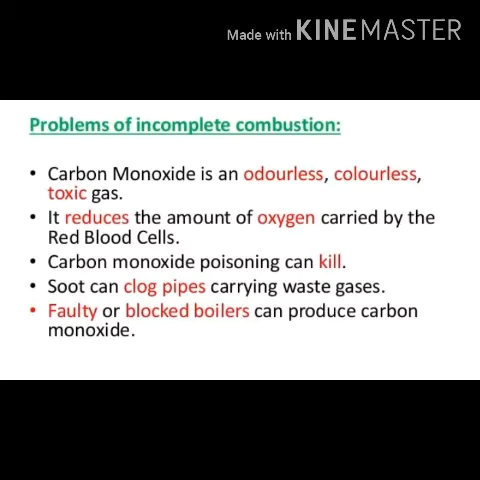 Made with KINEMASTER
Problems of incomplete combustion:
• Carbon Monoxide is an odourless, colourless,
toxic gas.
• It reduces the amount of oxygen carried by the
Red Blood Cells.
• Carbon monoxide poisoning can kill.
• Soot can clog pipes carrying waste gases.
• Faulty or blocked boilers can produce carbon
monoxide.